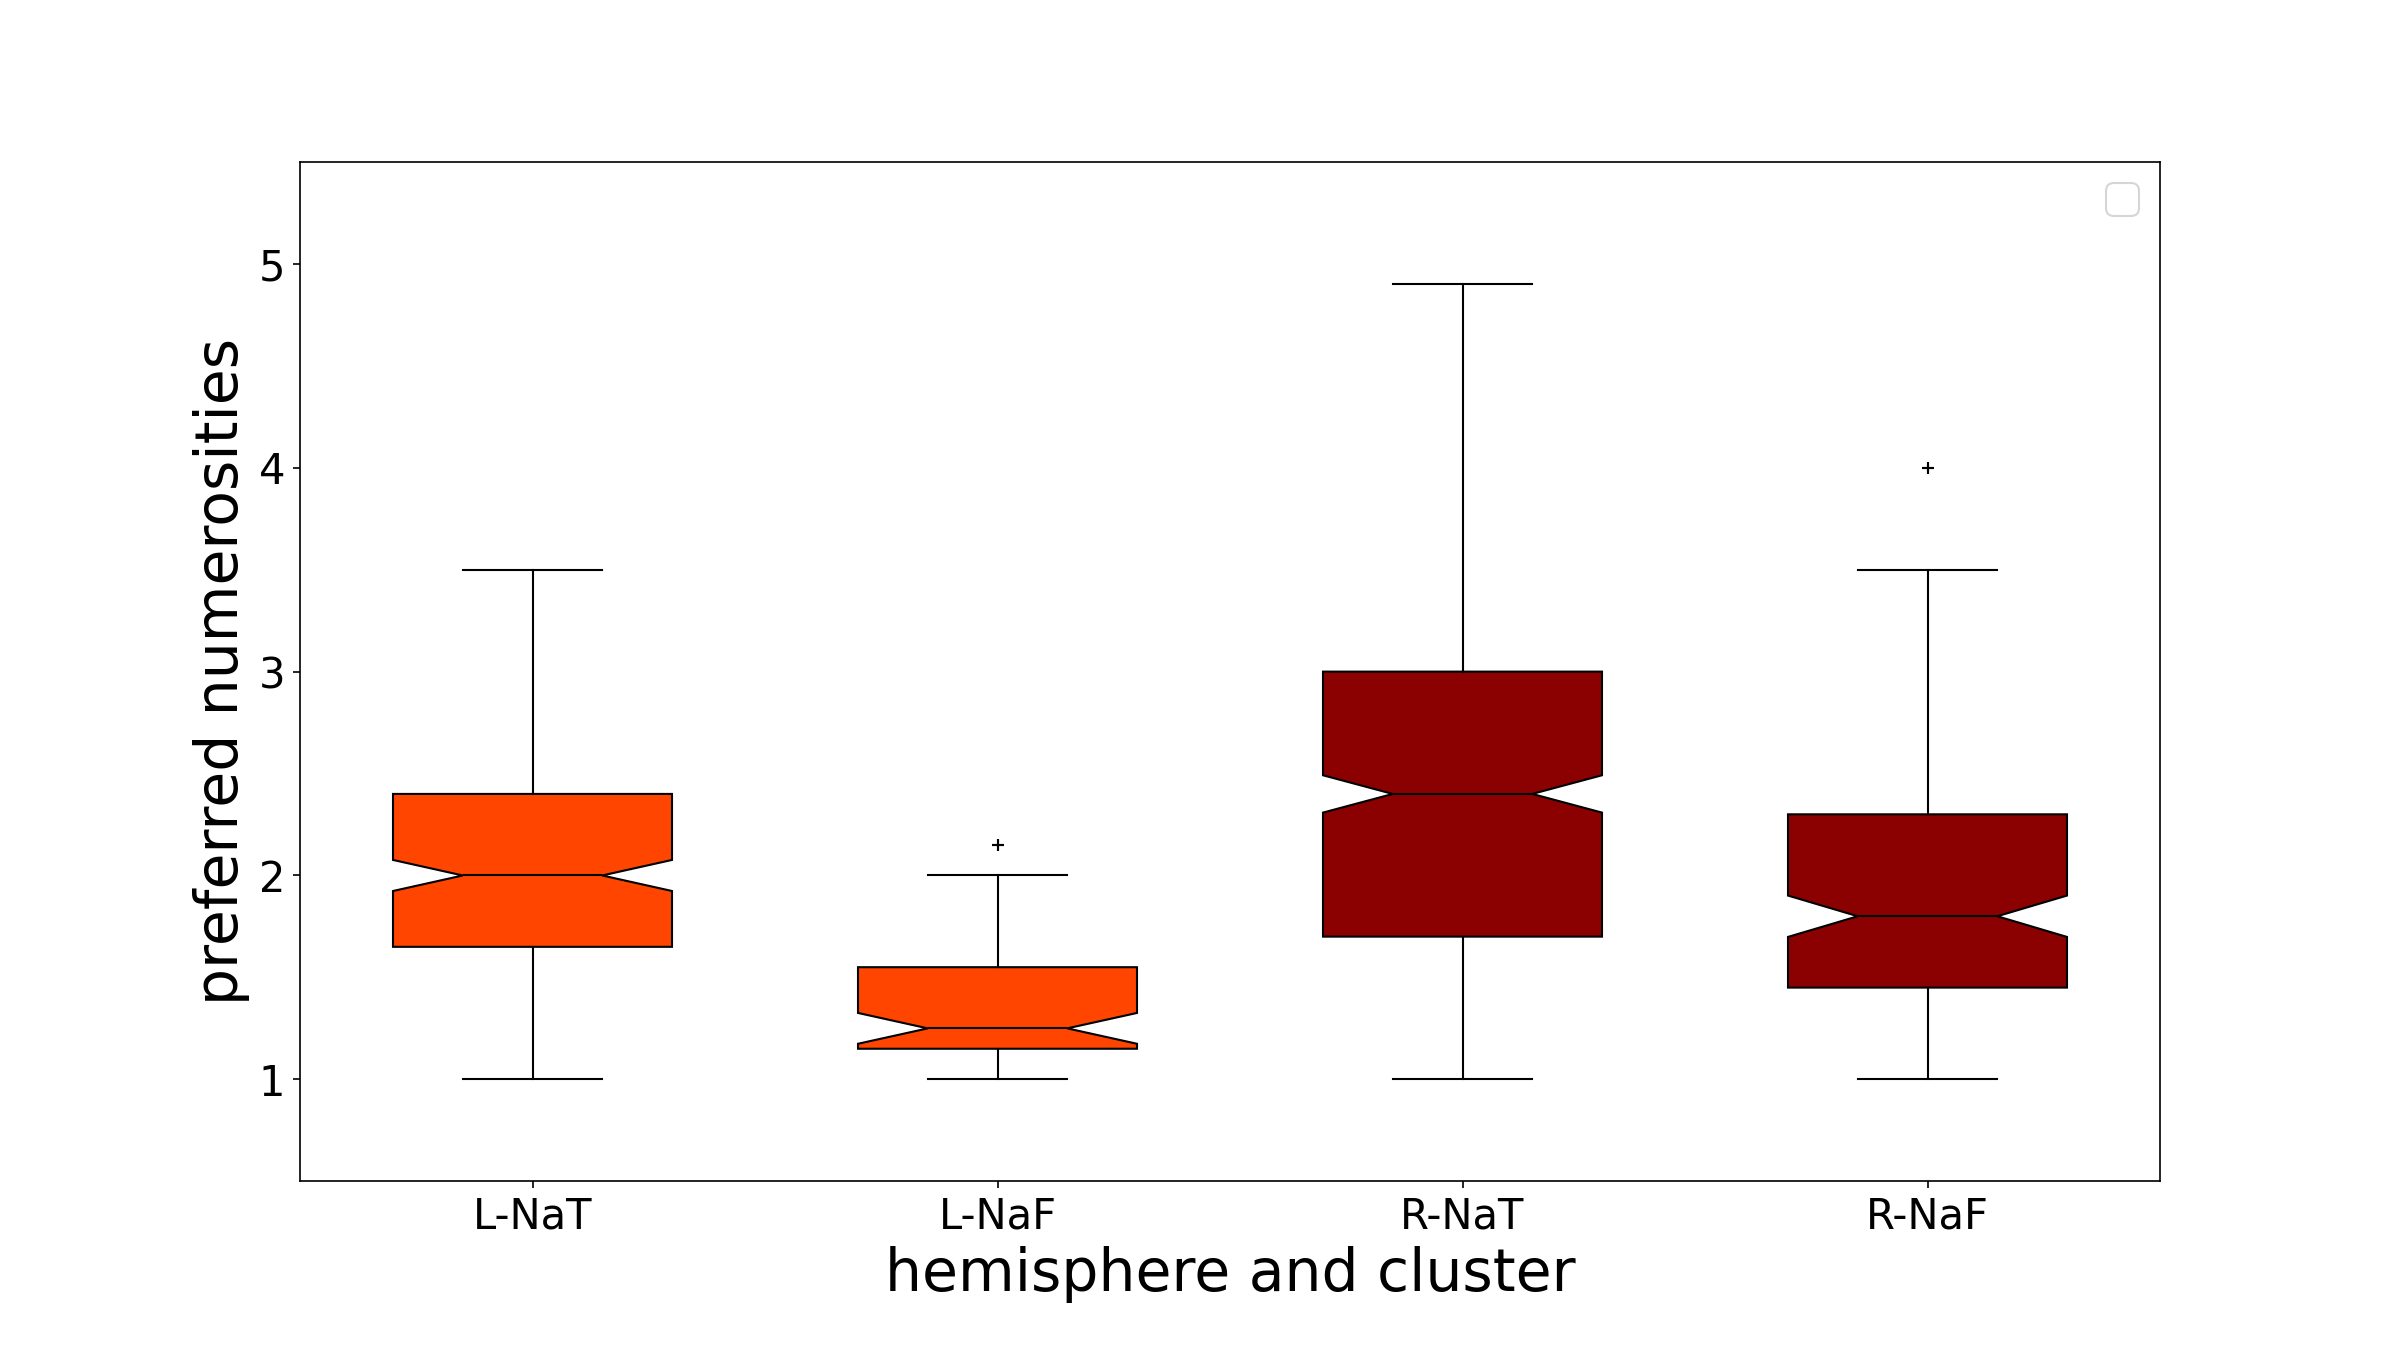 preferred numerosities
5
4
3
2
1
L-NaT
L-NaF
R-NaT
R-NaF
hemisphere and cluster